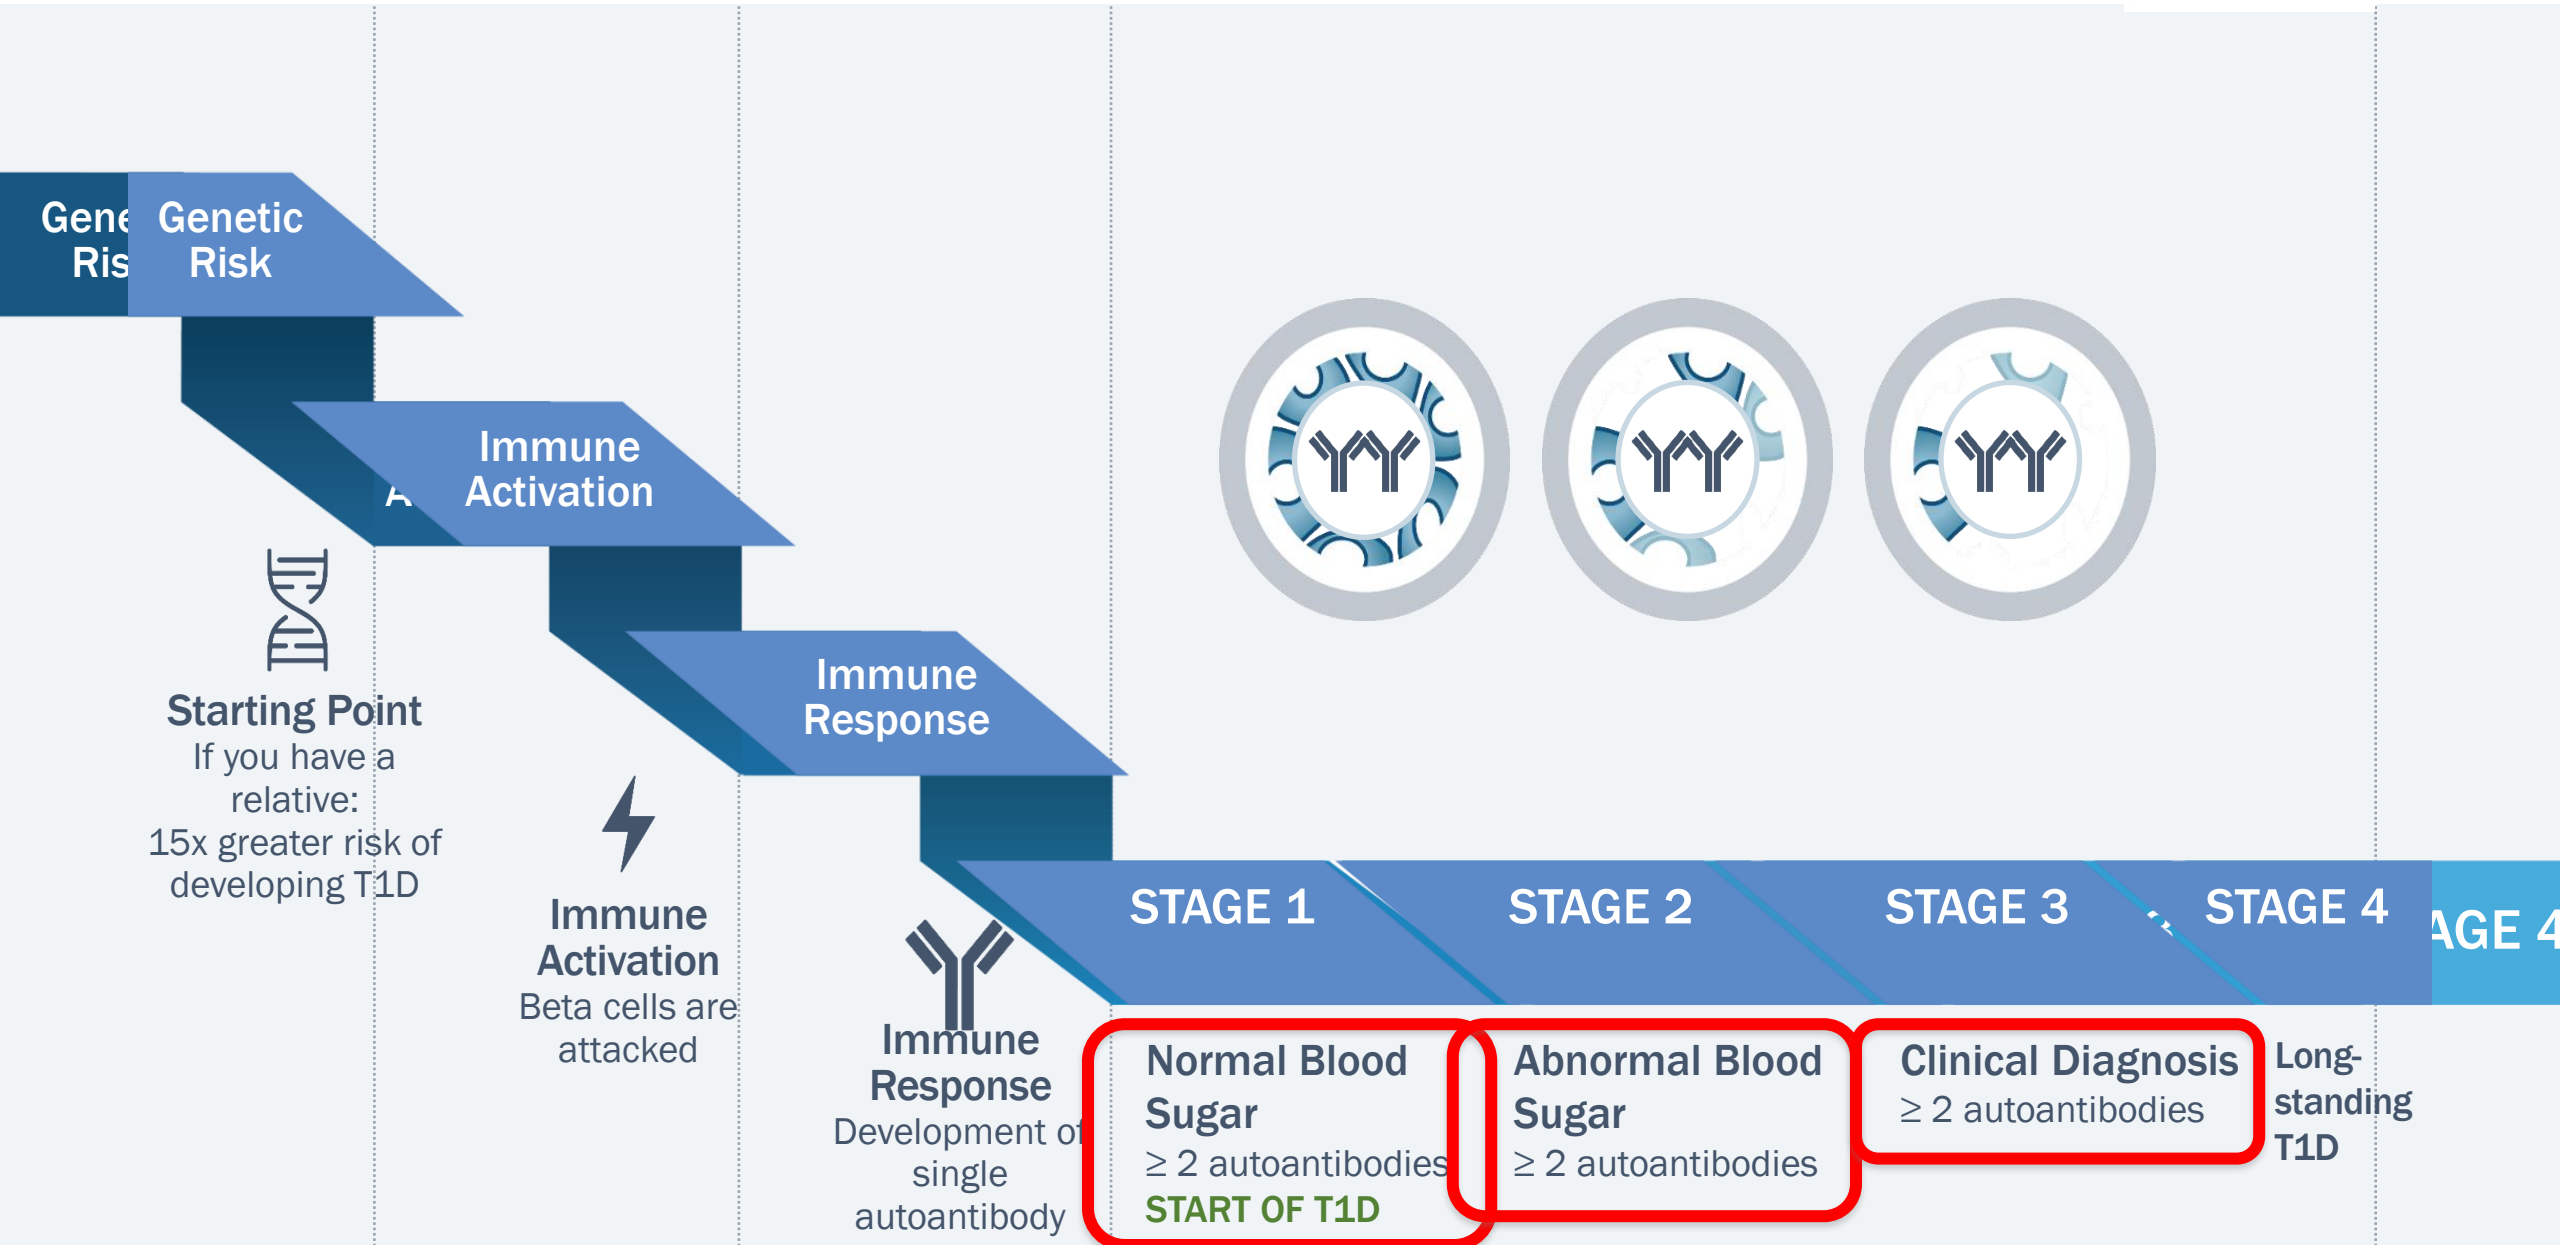 Gene
Ris
Genetic
Risk
A
Immune
Activation
Immune
Response
Starting Point
If you have a
relative:
15x greater risk of
developing T1D
Immune
Activation
Beta cells are
attacked
Immune
Response
Development of
single
autoantibody
STAGE 1
STAGE 2
STAGE 3
STAGE 4
AGE 4
Normal Blood
Sugar
≥ 2 autoantibodies
START OF T1D
Abnormal Blood
Sugar
≥ 2 autoantibodies
Clinical Diagnosis
≥ 2 autoantibodies
Long-
standing
T1D